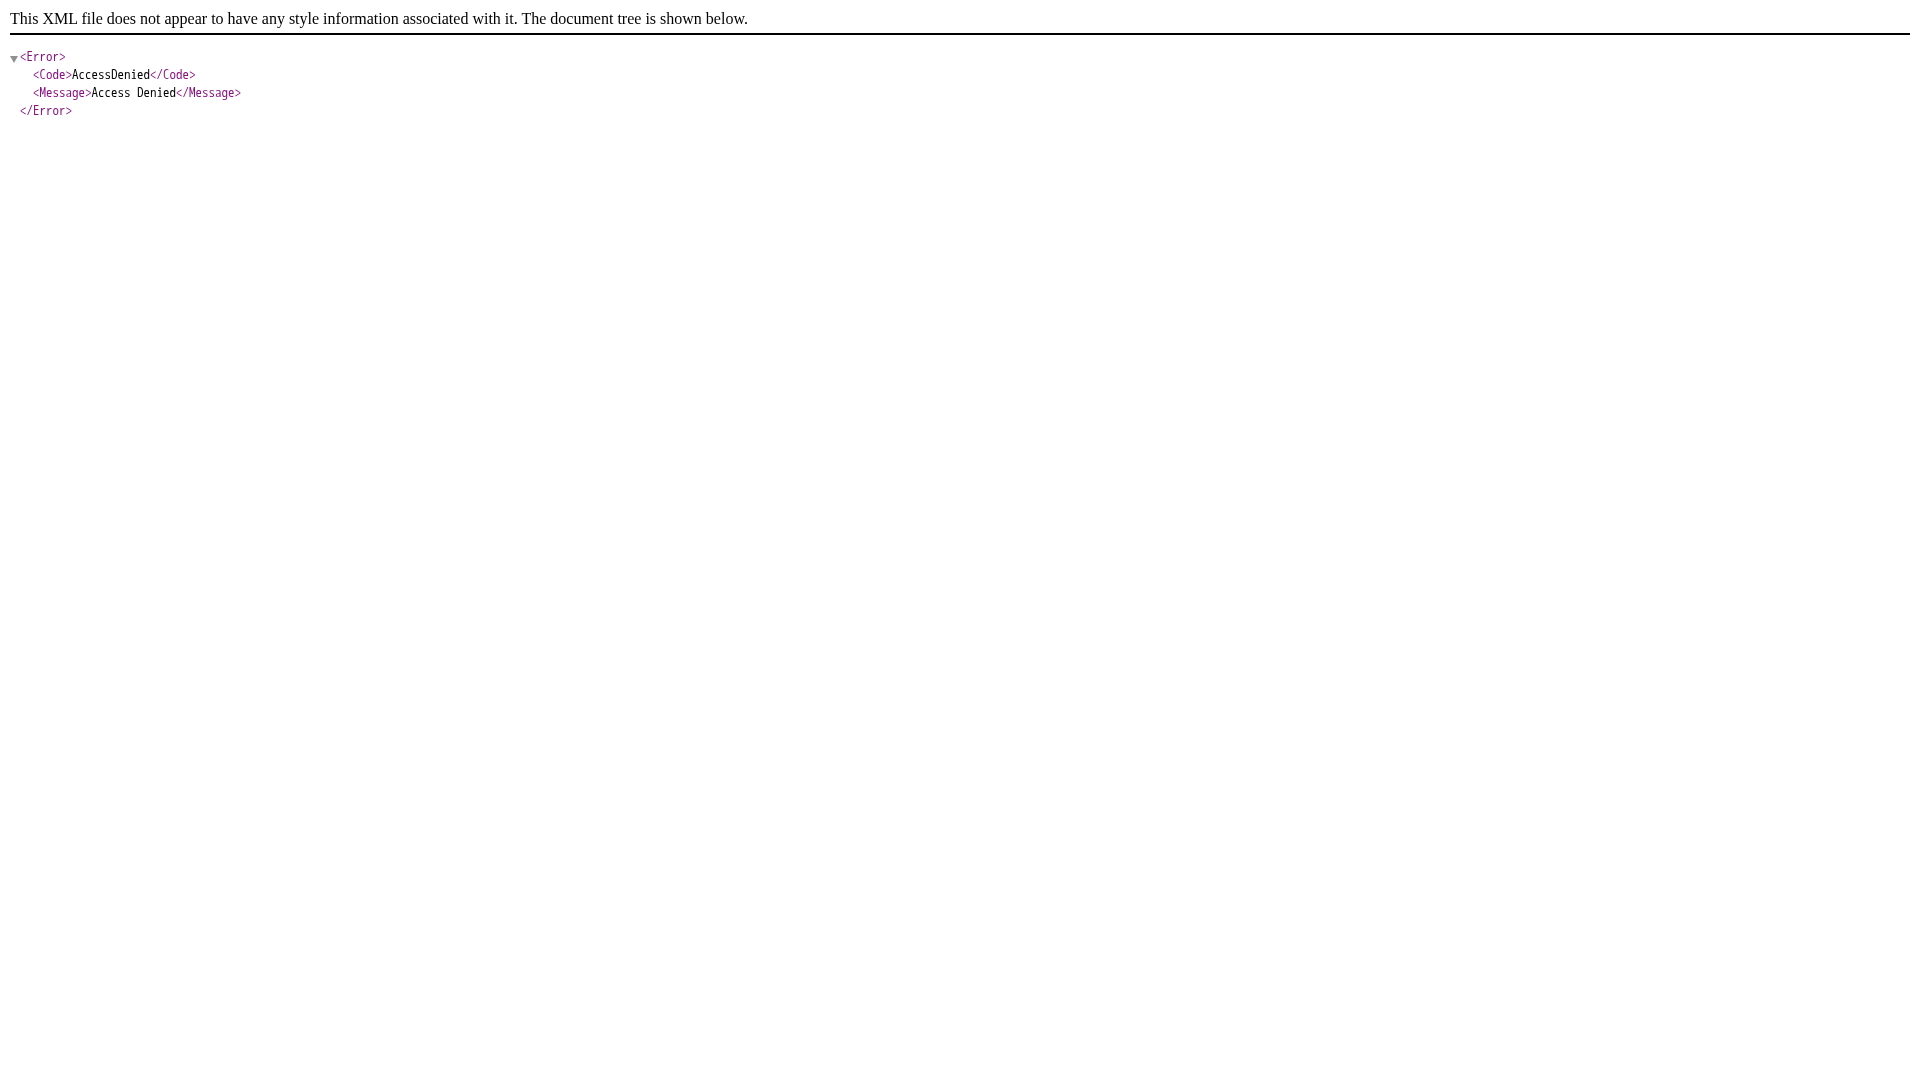 This XML file does not appear to have any style information associated with it. The document tree is shown below.
<Error>
<Code>AccessDenied</Code>
<Message>Access Denied</Message>
</Error>